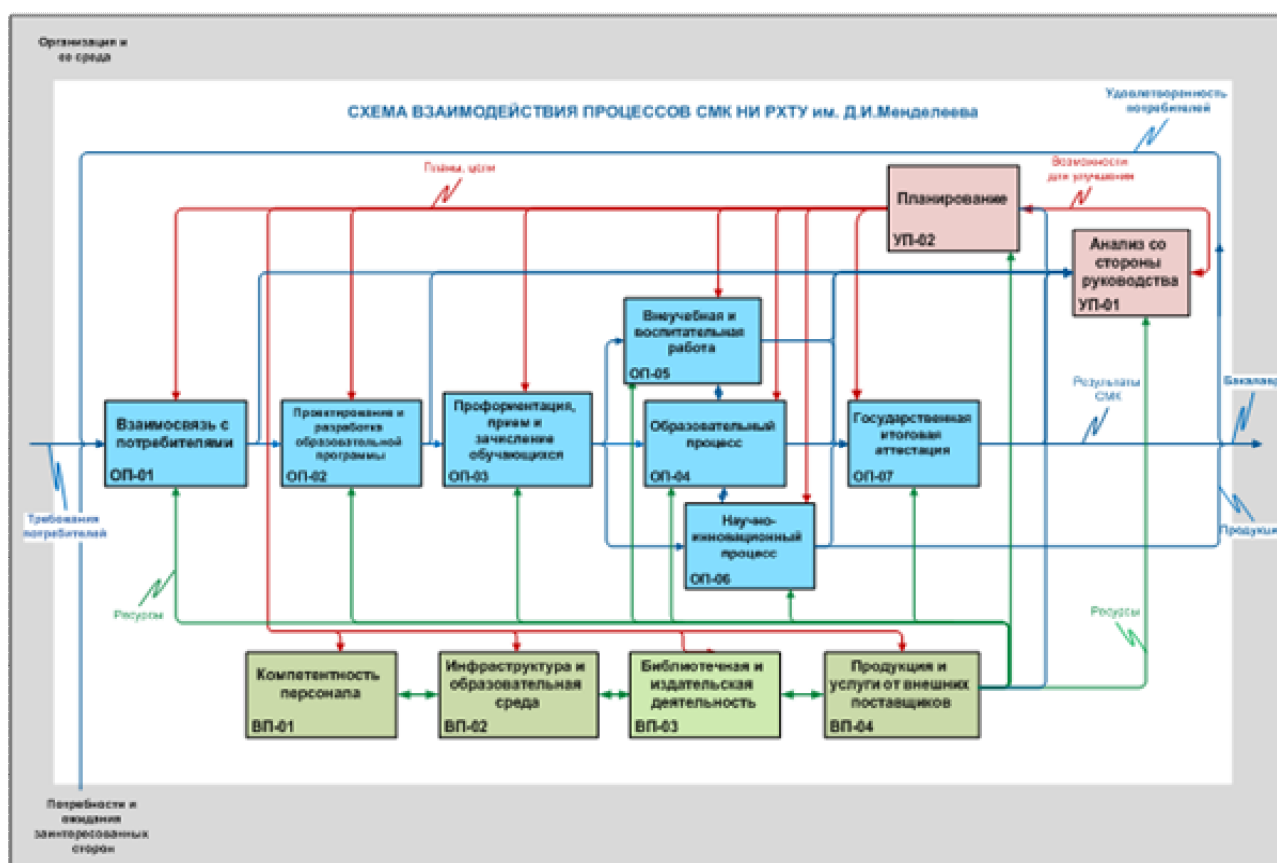 Организация и
ее среда
СХЕМА ВЗАИМОДЕЙСТВИЯ ПРОЦЕССОВ СМК НИ РХТУ им. Д.И.Менделеева
Удовлетворенность
потребителей
Планы, цели
Возможности
для улучшения
Планирование
УП-02
Анализ со
стороны
руководства
УП-01
Внеучебная и
воспитательная
работа
ОП-05
Взаимосвязь с
потребителями
ОП-01
Проектирование и
разработка
образовательной
программы
ОП-02
Профориентация,
прием и
зачисление
обучающихся
ОП-03
Образовательный
процесс
ОП-04
Государственная
итоговая
аттестация
ОП-07
Результаты
СМК
Бакалавр
Требования
потребителей
Научно-
инновационный
процесс
ОП-06
Продукция
Ресурсы
Ресурсы
Компетентность
персонала
ВП-01
Инфраструктура и
образовательная
среда
ВП-02
Библиотечная и
издательская
деятельность
ВП-03
Продукция и
услуги от внешних
поставщиков
ВП-04
Потребности и
ожидания
заинтересованных
сторон